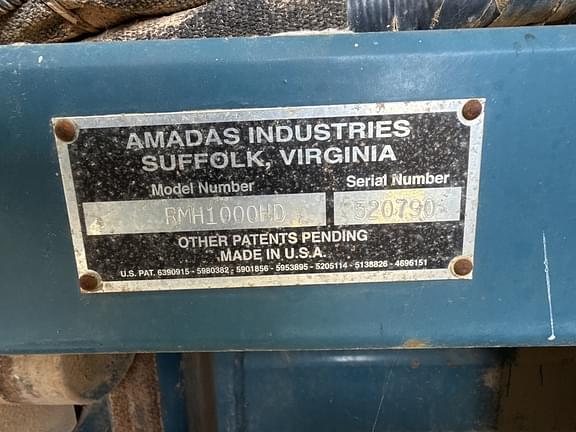 AMADAS INDUSTRIES
SUFFOLK, VIRGINIA
Model Number Serial Number
RMH1000HD 520790
OTHER PATENTS PENDING
MADE IN U.S.A.
U.S. PAT. 6390915 - 5980382 - 5901856 - 5953895 - 5205114 - 5138826 - 4696151